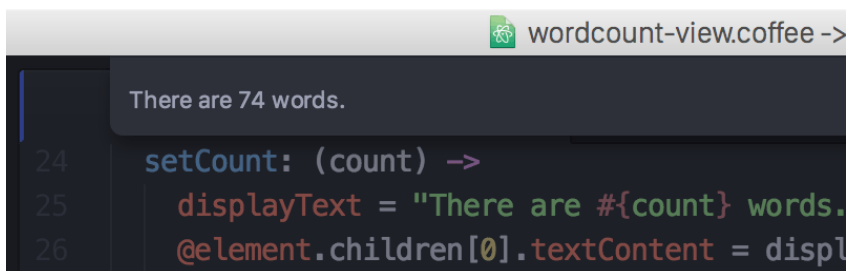 wordcount-view.coffee ->
There are 74 words.
24 setCount: (count) ->
25 displayText = "There are #{count} words.
26 @element.children[0].textContent = displ